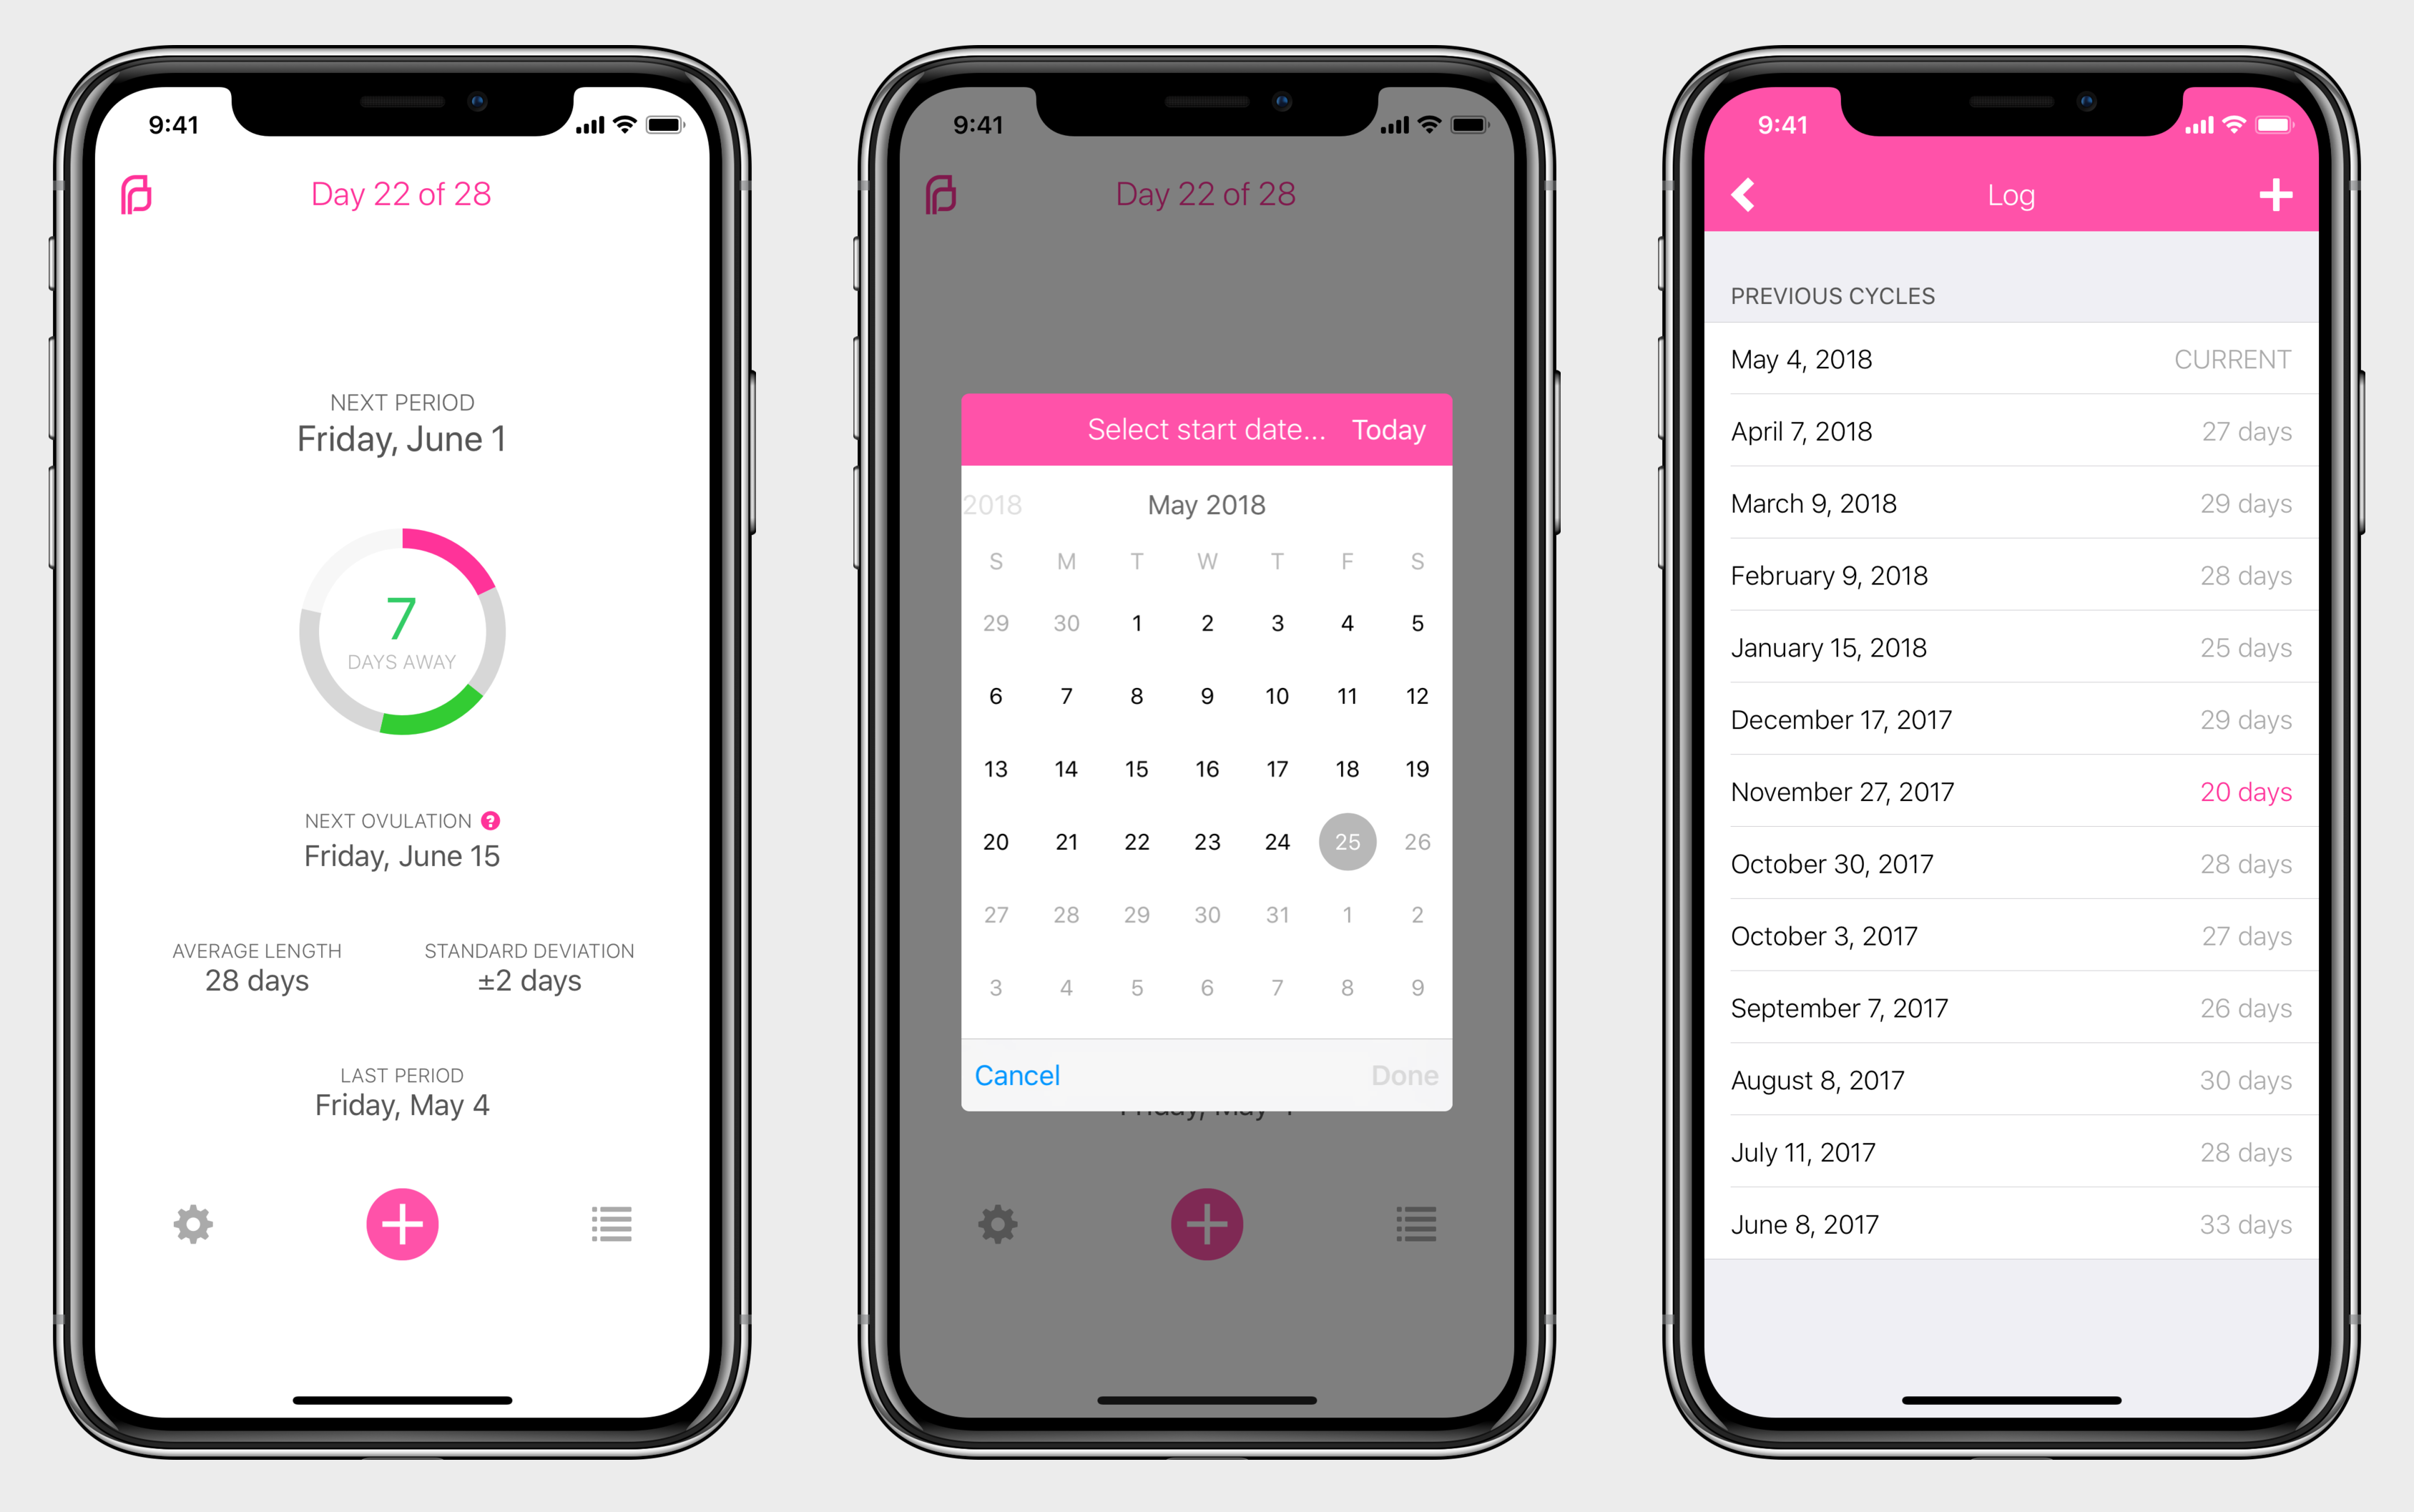 9:41
Day 22 of 28
NEXT PERIOD
Friday, June 1
7
DAYS AWAY
NEXT OVULATION ?
Friday, June 15
AVERAGE LENGTH STANDARD DEVIATION
28 days ±2 days
LAST PERIOD
Friday, May 4
9:41
Day 22 of 28
Select start date... Today
2018 May 2018
S M T W T F S
29 30 1 2 3 4 5
6 7 8 9 10 11 12
13 14 15 16 17 18 19
20 21 22 23 24 25 26
27 28 29 30 31 1 2
3 4 5 6 7 8 9
Cancel Done
9:41
Log
PREVIOUS CYCLES
May 4, 2018 CURRENT
April 7, 2018 27 days
March 9, 2018 29 days
February 9, 2018 28 days
January 15, 2018 25 days
December 17, 2017 29 days
November 27, 2017 20 days
October 30, 2017 28 days
October 3, 2017 27 days
September 7, 2017 26 days
August 8, 2017 30 days
July 11, 2017 28 days
June 8, 2017 33 days